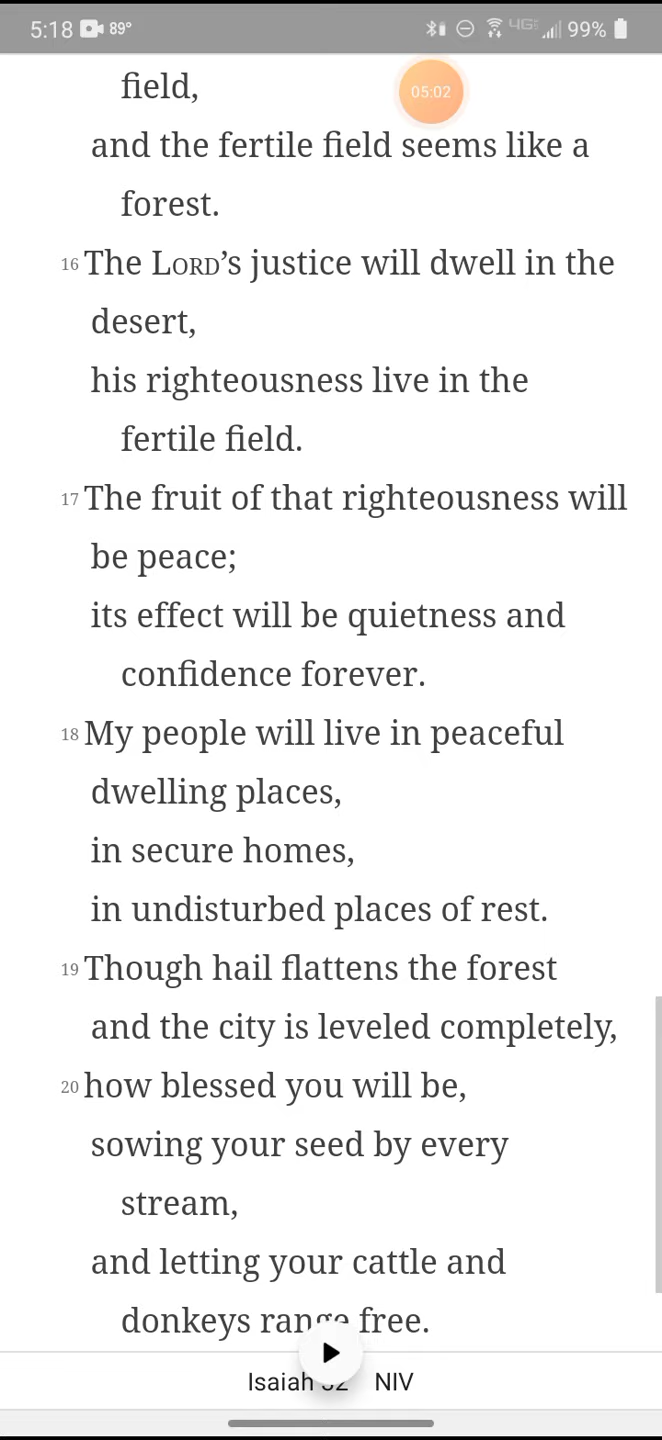 5:18 89° 4G 99%
05:02
field,
and the fertile field seems like a
forest.
16 The LORD’s justice will dwell in the
desert,
his righteousness live in the
fertile field.
17 The fruit of that righteousness will
be peace;
its effect will be quietness and
confidence forever.
18 My people will live in peaceful
dwelling places,
in secure homes,
in undisturbed places of rest.
19 Though hail flattens the forest
and the city is leveled completely,
20 how blessed you will be,
sowing your seed by every
stream,
and letting your cattle and
donkeys range free.
Isaiah 32 NIV